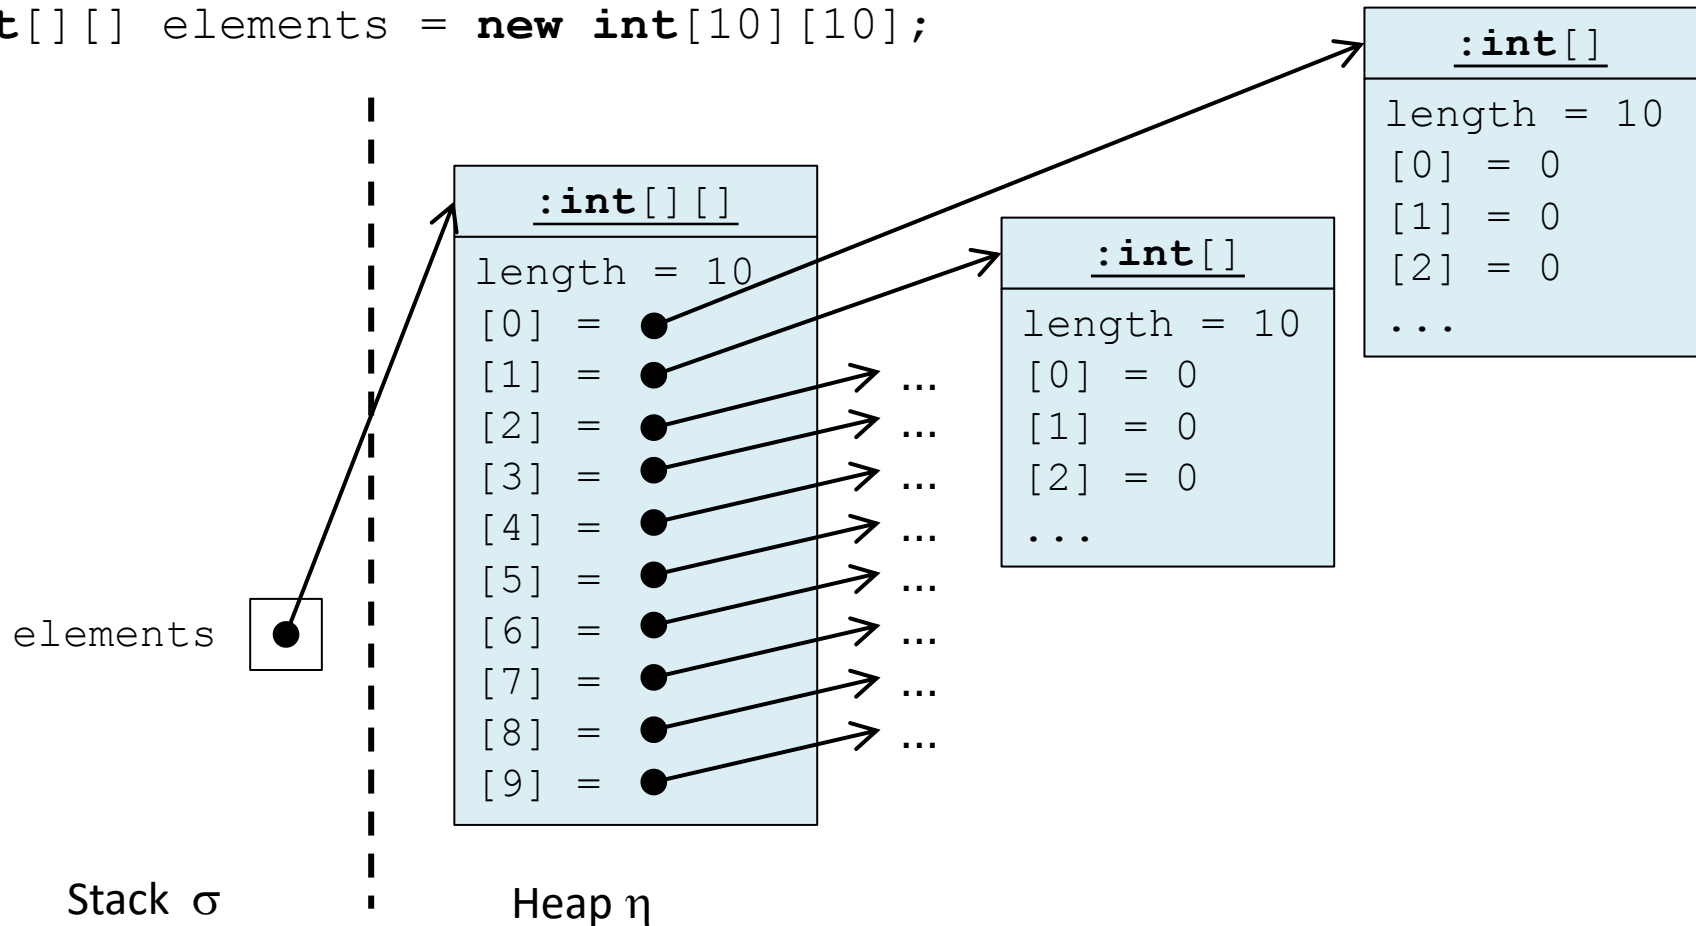 t[][] elements = new int[10][10];
:int[]
length = 10
[0] = 0
[1] = 0
[2] = 0
...
:int[][]
length = 10
[0] =
[1] =
[2] =
[3] =
[4] =
[5] =
[6] =
[7] =
[8] =
[9] =
...
...
...
...
...
...
...
...
:int[]
length = 10
[0] = 0
[1] = 0
[2] = 0
...
elements
Stack σ
Heap η